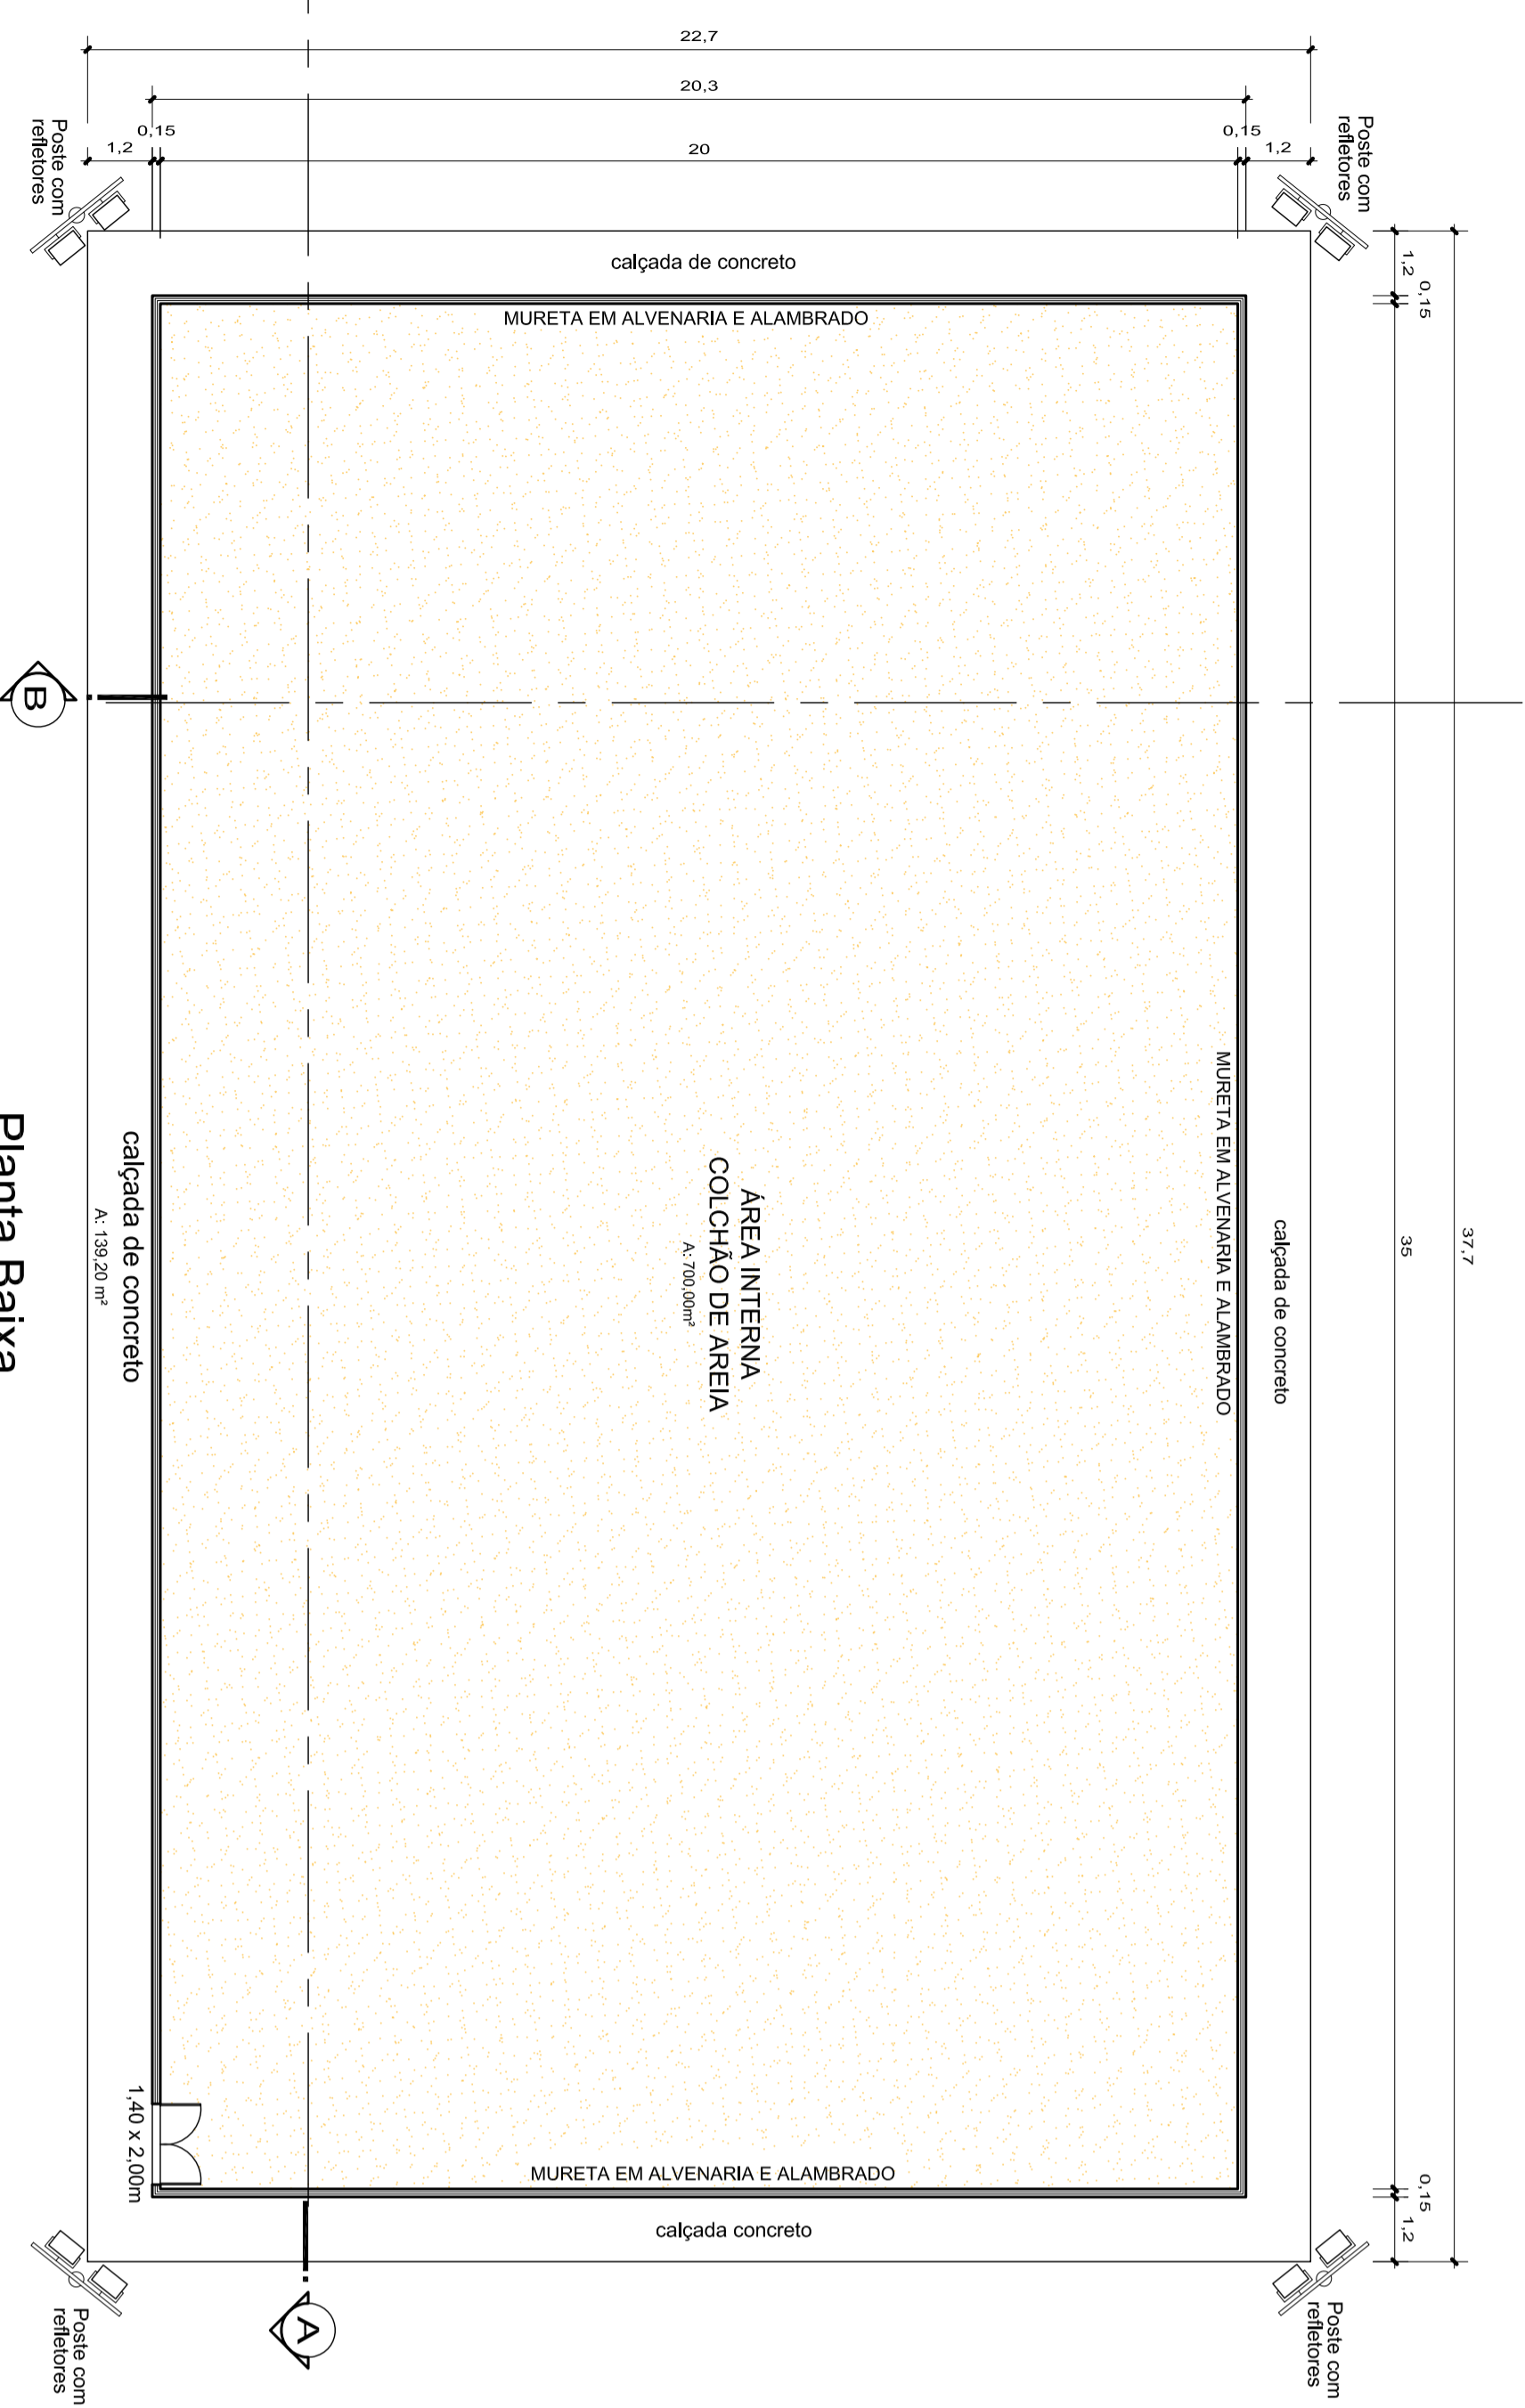 22,7
20,3
0,15
1,2
20
0,15
1,2
Poste com
refletores
Poste com
refletores
calçada de concreto
MURETA EM ALVENARIA E ALAMBRADO
1,2
0,15
37,7
35
MURETA EM ALVENARIA E ALAMBRADO
calçada de concreto
B
ÁREA INTERNA
COLCHÃO DE AREIA
A: 700,00m²
calçada de concreto
A: 139,20 m²
Planta Baixa
1,40 x 2,00m
MURETA EM ALVENARIA E ALAMBRADO
calçada concreto
0,15
1,2
A
Poste com
refletores
Poste com
refletores